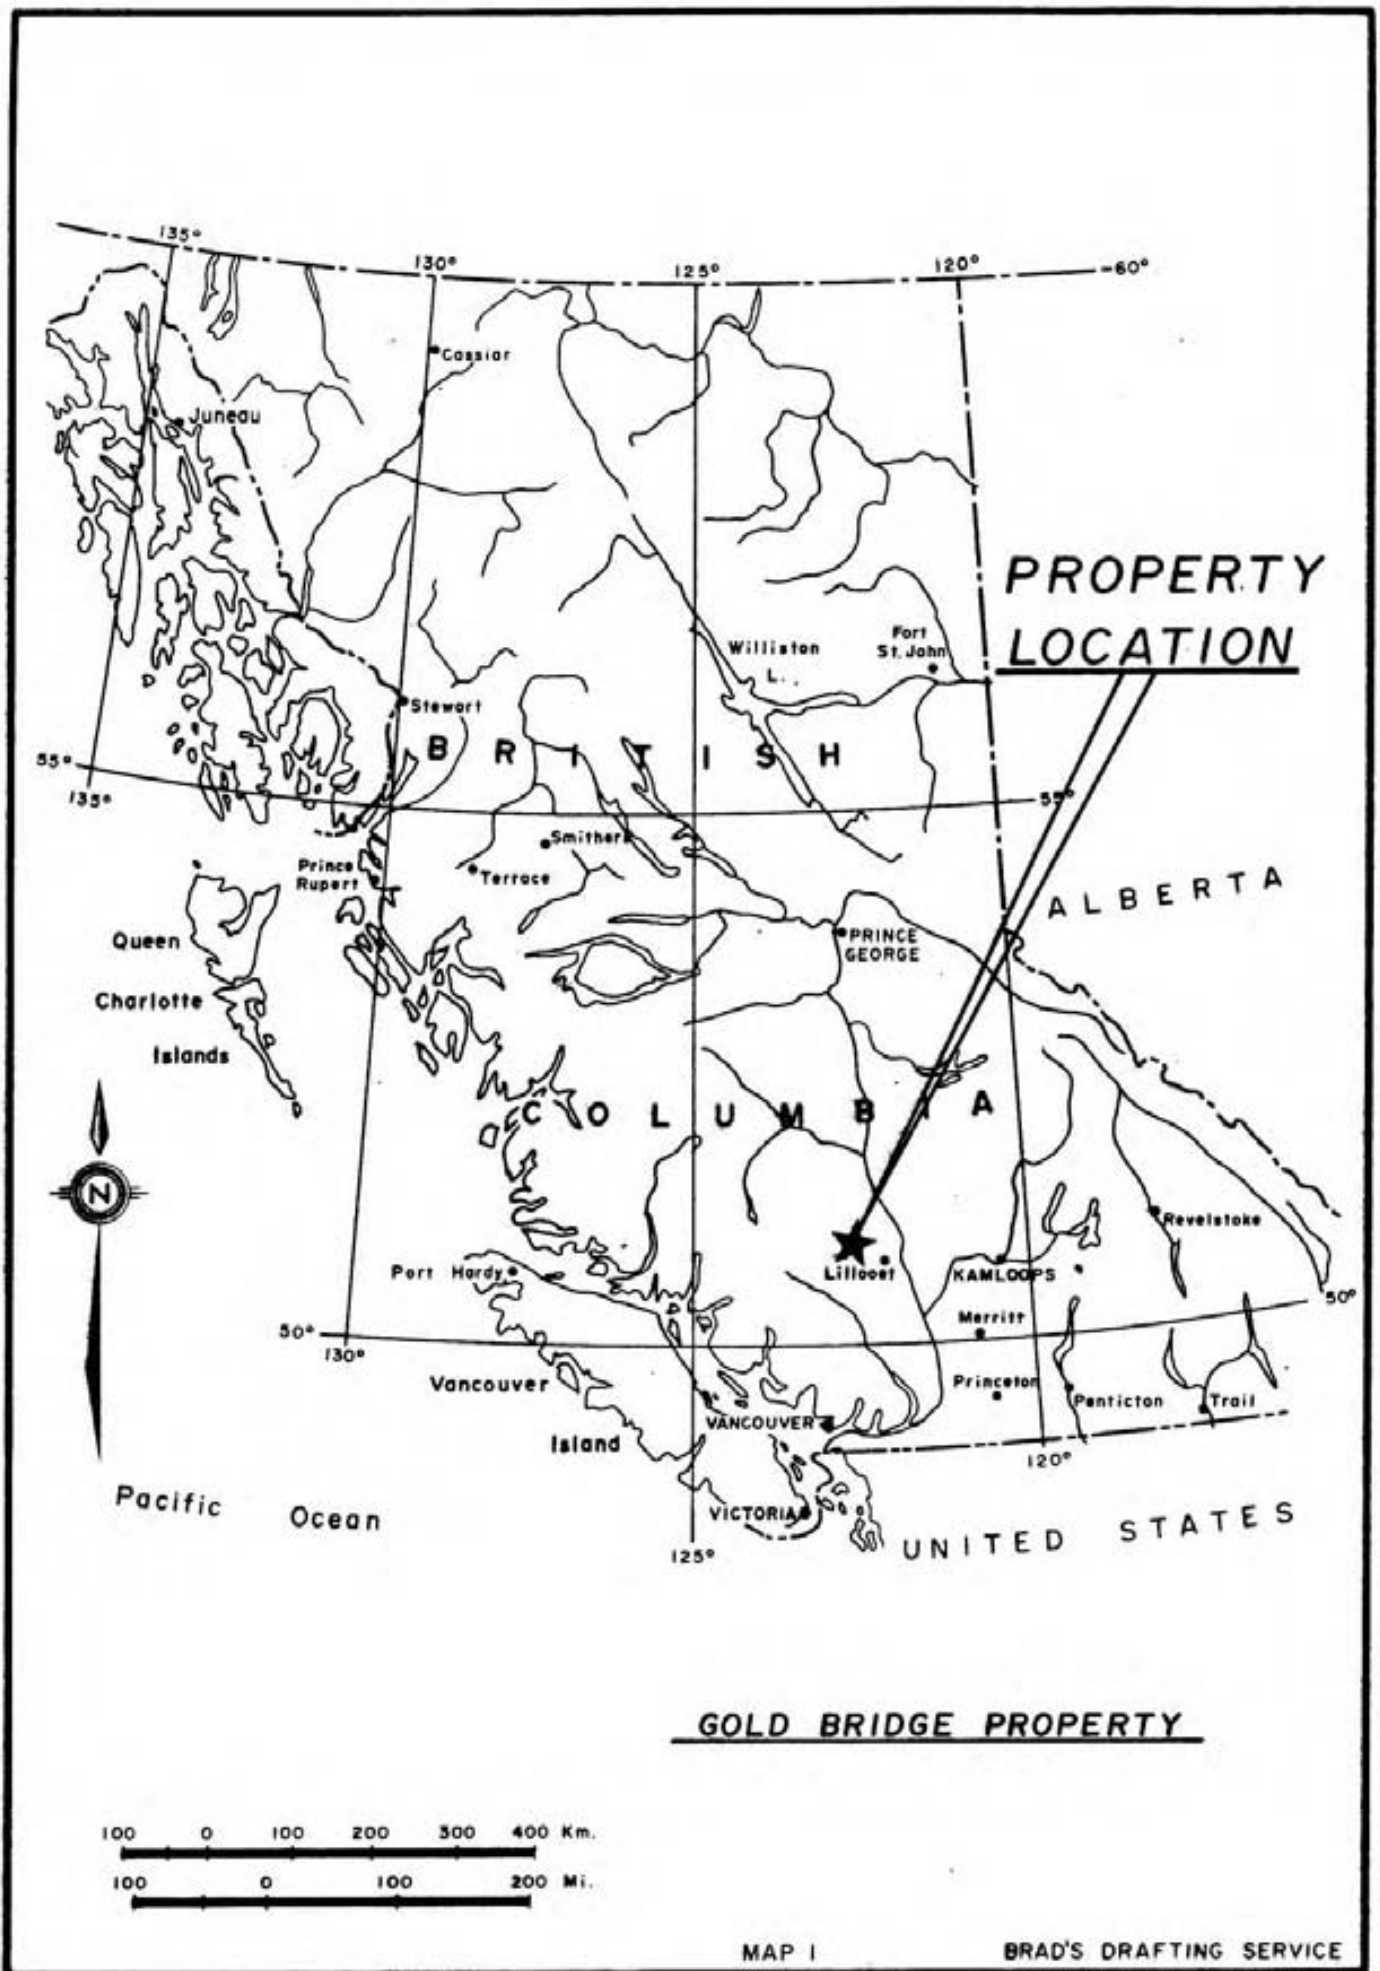 135°
130°
125°
120°
60°
Cassiar
Juneau
PROPERTY
LOCATION
Williston
L.
Fort
St. John
Stewart
BRITISH
55°
135°
55°
Smithers
Terrace
Prince
Rupert
ALBERTA
PRINCE
GEORGE
Queen
Charlotte
Islands
COLUMBIA
N
Revelstoke
Port Hardy
Lillooet
KAMLOOPS
50°
Merritt
50°
130°
Vancouver
Island
Princeton
Penticton
Trail
VANCOUVER
120°
Pacific Ocean
VICTORIA
125°
UNITED STATES
GOLD BRIDGE PROPERTY
100 0 100 200 300 400 Km.
100 0 100 200 Mi.
MAP 1
BRAD'S DRAFTING SERVICE